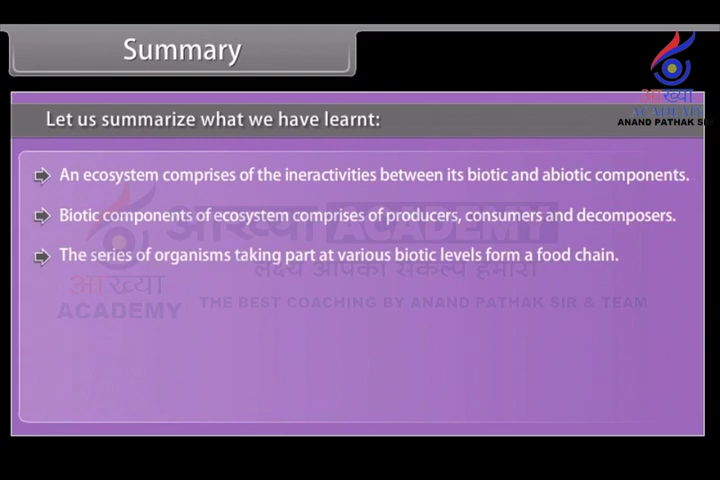 Summary
आख्या
ACADEMY
ANAND PATHAK SIR
Let us summarize what we have learnt:
An ecosystem comprises of the ineractivities between its biotic and abiotic components.
Biotic components of ecosystem comprises of producers, consumers and decomposers.
आख्या ACADEMY
The series of organisms taking part at various biotic levels form a food chain.
लक्ष्य आपका संकल्प हमारा
आख्या
ACADEMY
THE BEST COACHING BY ANAND PATHAK SIR & TEAM